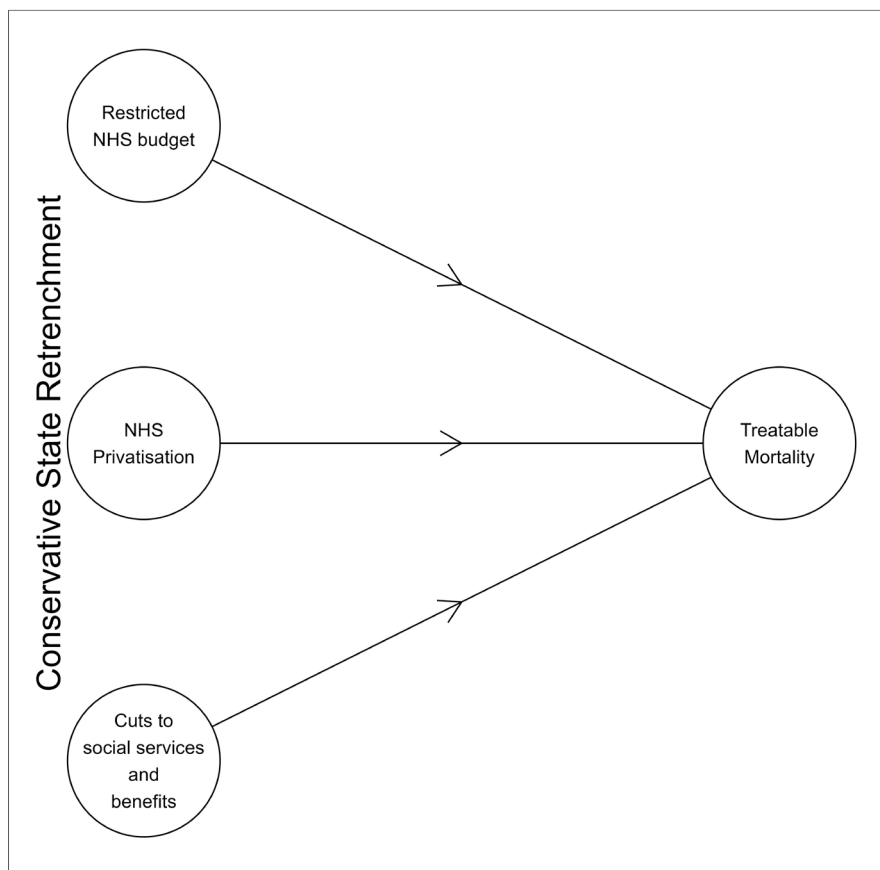 Conservative State Retrenchment
Restricted
NHS budget
NHS
Privatisation
Cuts to
social services
and
benefits
Treatable
Mortality